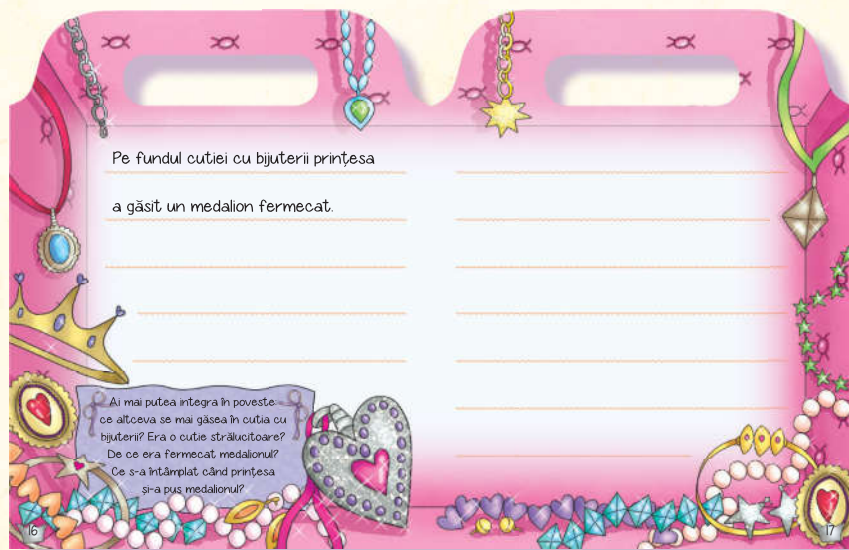 Pe fundul cutiei cu bijuterii prințesa
a găsit un medalion fermecat.
Ai mai putea integra în poveste
ce altceva se mai găsea în cutia cu
bijuterii? Era o cutie strălucitoare?
De ce era fermecat medalionul?
Ce s-a întâmplat când prințesa
și-a pus medalionul?
16
17